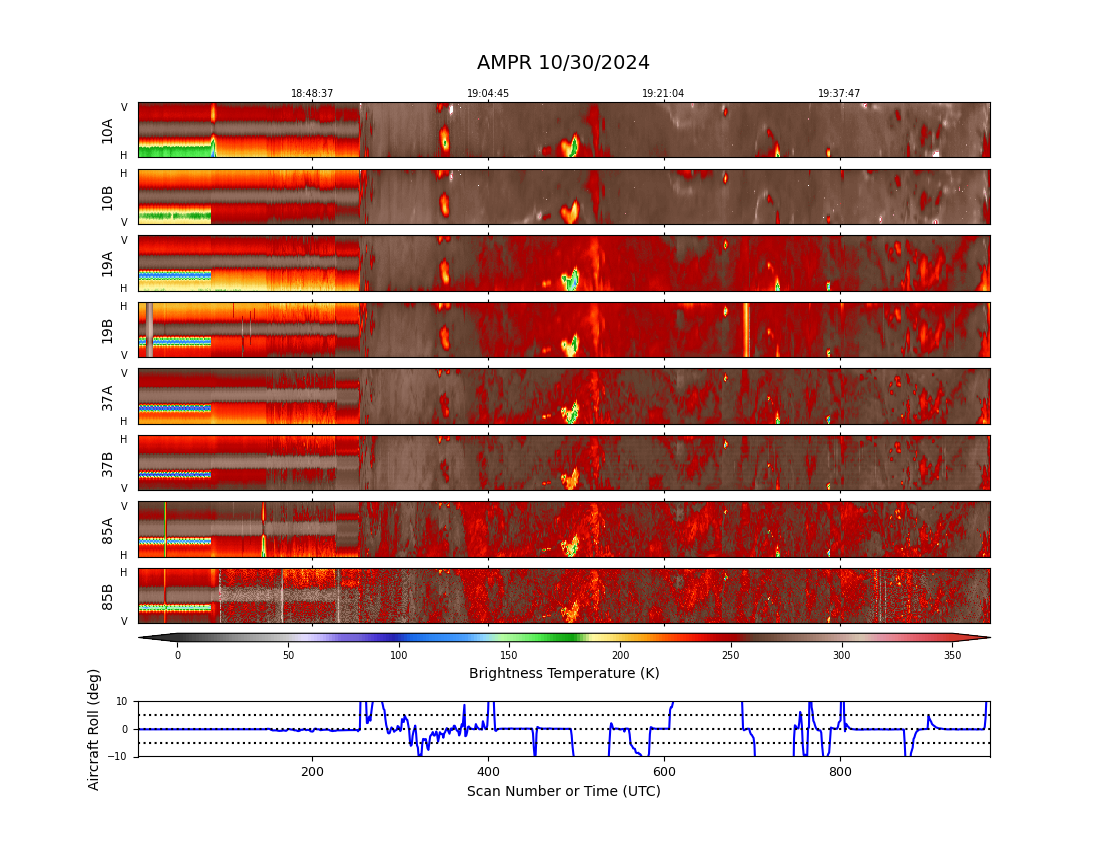 AMPR 10/30/2024
18:48:37 19:04:45 19:21:04 19:37:47
V
10A
H
H
10B
V
V
19A
H
H
19B
V
V
37A
H
H
37B
V
V
85A
H
H
85B
V
0 50 100 150 200 250 300 350
Brightness Temperature (K)
Aircraft Roll (deg)
10
0
−10
200 400 600 800
Scan Number or Time (UTC)